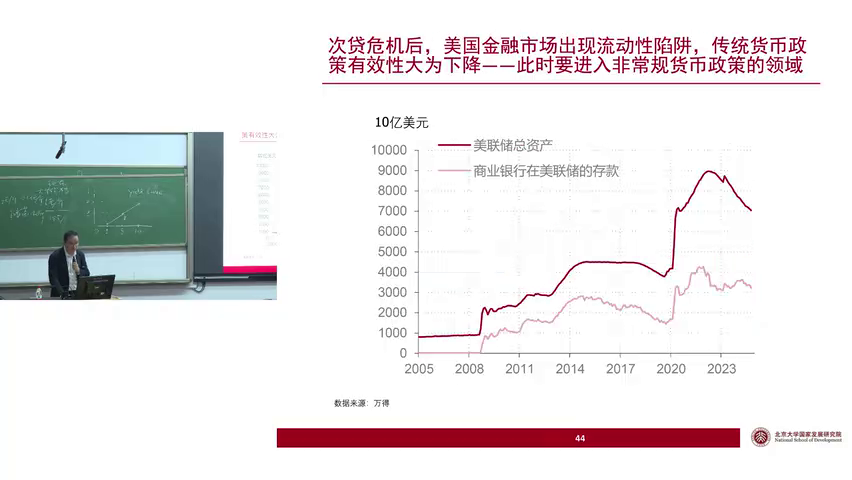 次贷危机后，美国金融市场出现流动性陷阱，传统货币政
策有效性大为下降——此时要进入非常规货币政策的领域
10亿美元
美联储总资产
商业银行在美联储的存款
10000
9000
8000
7000
6000
5000
4000
3000
2000
1000
0
2005 2008 2011 2014 2017 2020 2023
数据来源：万得
44
北京大学国家发展研究院
National School of Development
策有效性大